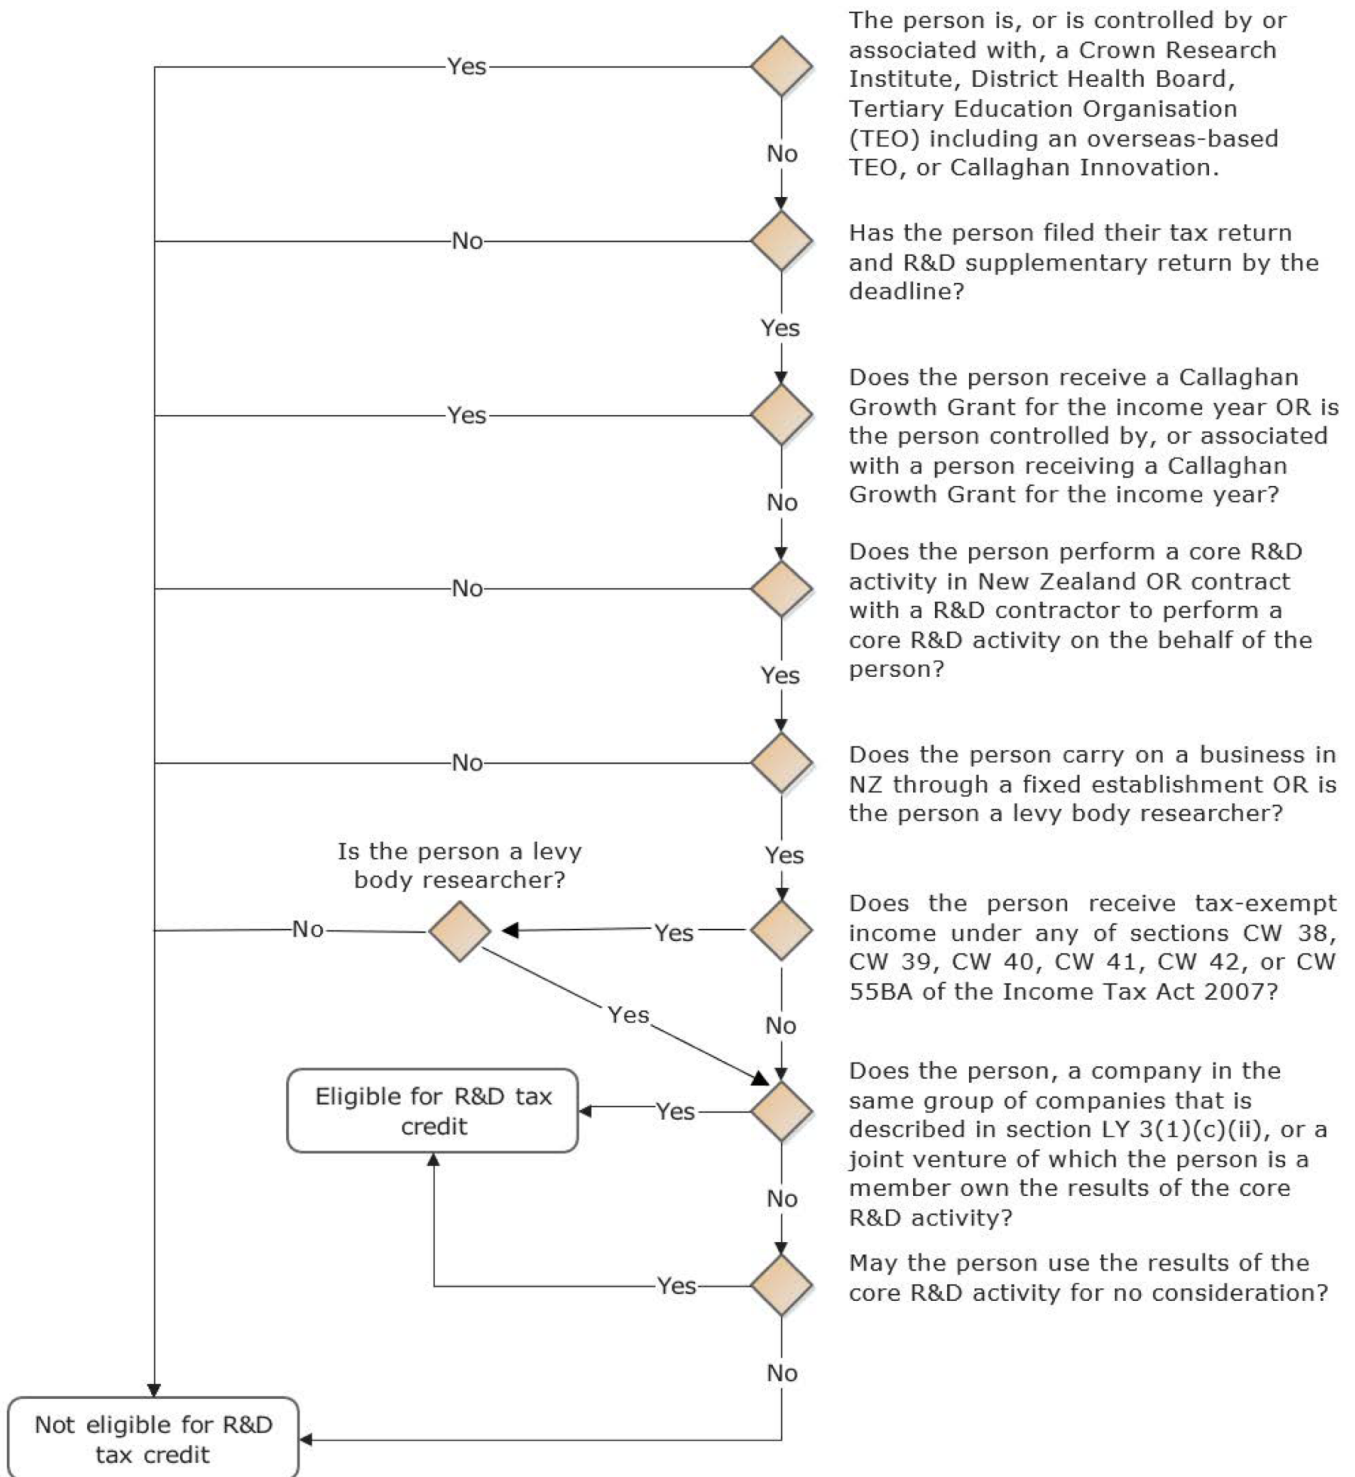 The person is, or is controlled by or
associated with, a Crown Research
Institute, District Health Board,
Tertiary Education Organisation
(TEO) including an overseas-based
TEO, or Callaghan Innovation.
Yes
No
Has the person filed their tax return
and R&D supplementary return by the
deadline?
No
Yes
Does the person receive a Callaghan
Growth Grant for the income year OR is
the person controlled by, or associated
with a person receiving a Callaghan
Growth Grant for the income year?
Yes
No
Does the person perform a core R&D
activity in New Zealand OR contract
with a R&D contractor to perform a
core R&D activity on the behalf of the
person?
No
Yes
Does the person carry on a business in
NZ through a fixed establishment OR is
the person a levy body researcher?
No
Yes
Is the person a levy
body researcher?
Does the person receive tax-exempt
income under any of sections CW 38,
CW 39, CW 40, CW 41, CW 42, or CW
55BA of the Income Tax Act 2007?
No
Yes
Yes
No
Does the person, a company in the
same group of companies that is
described in section LY 3(1)(c)(ii), or a
joint venture of which the person is a
member own the results of the core
R&D activity?
Eligible for R&D tax
credit
Yes
No
May the person use the results of the
core R&D activity for no consideration?
Yes
No
Not eligible for R&D
tax credit